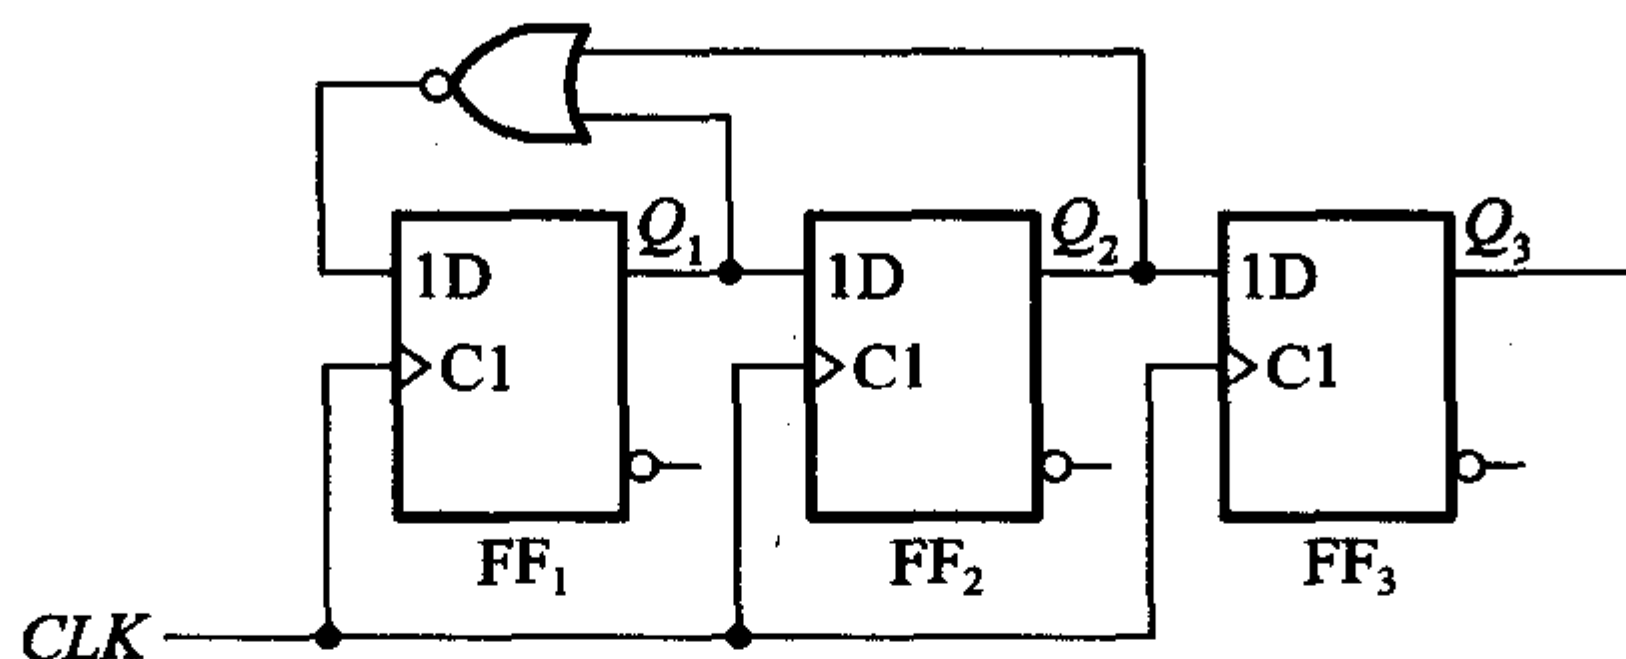 Q₁ Q₂ Q₃
1D 1D 1D
C1 C1 C1
FF₁ FF₂ FF₃
CLK